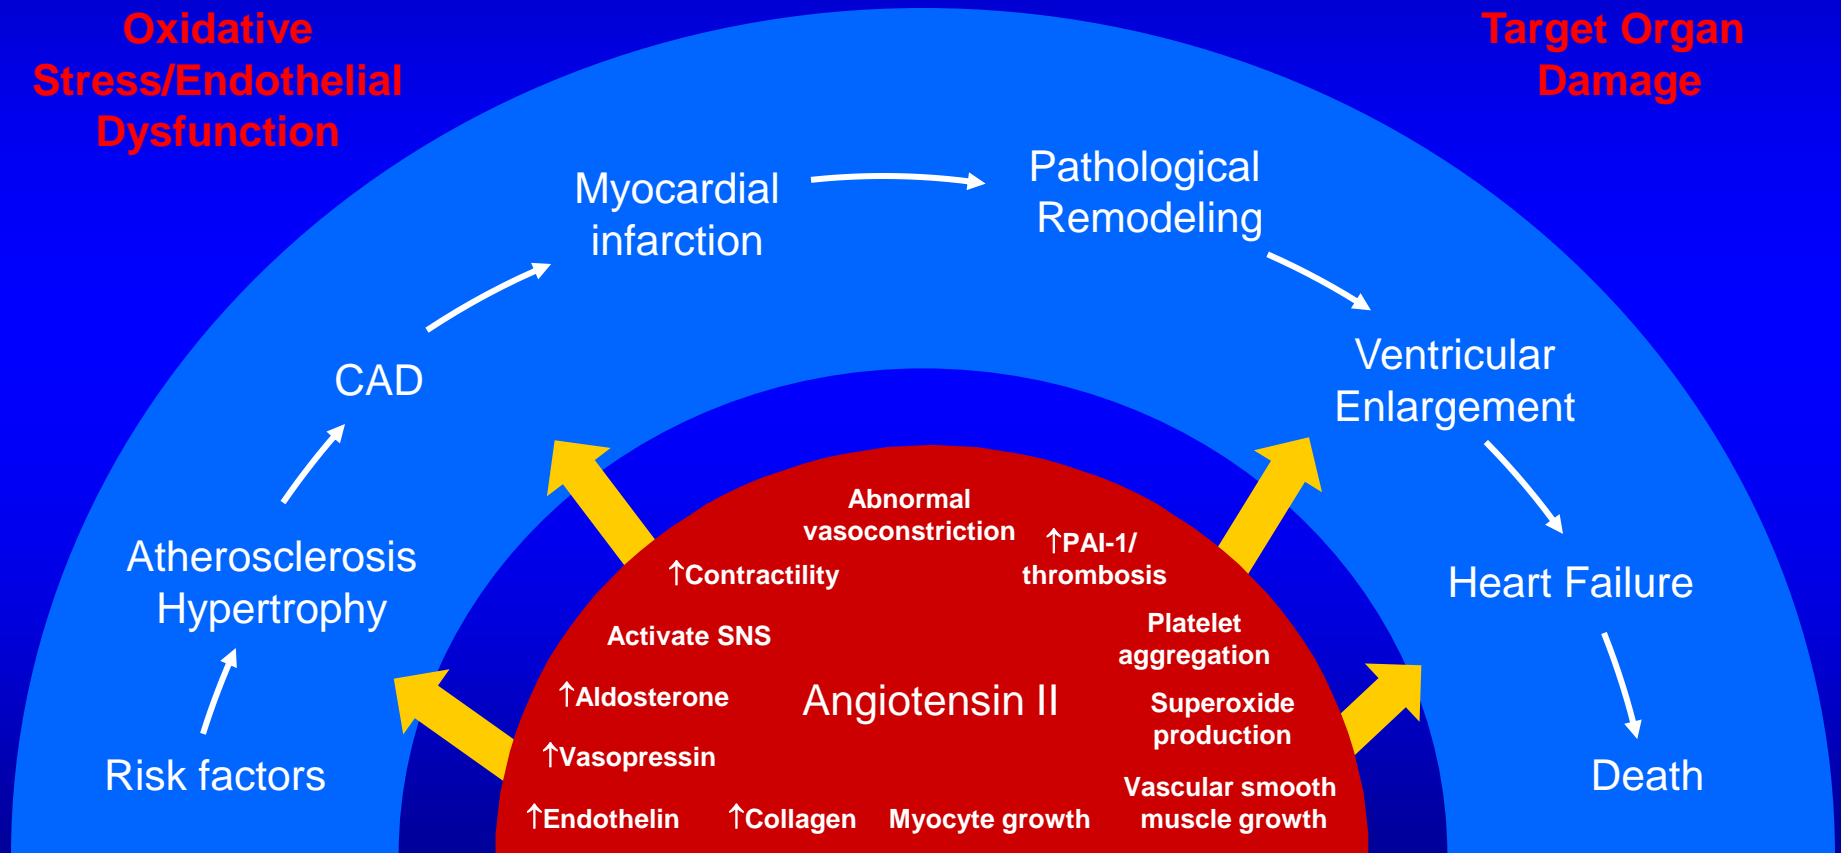 Oxidative
Stress/Endothelial
Dysfunction
Target Organ
Damage
Myocardial
infarction
Pathological
Remodeling
CAD
Ventricular
Enlargement
Atherosclerosis
Hypertrophy
Heart Failure
Risk factors
Death
Abnormal
vasoconstriction
↑PAI-1/
thrombosis
↑Contractility
Activate SNS
Platelet
aggregation
↑Aldosterone
Angiotensin II
Superoxide
production
↑Vasopressin
Vascular smooth
muscle growth
↑Endothelin
↑Collagen
Myocyte growth